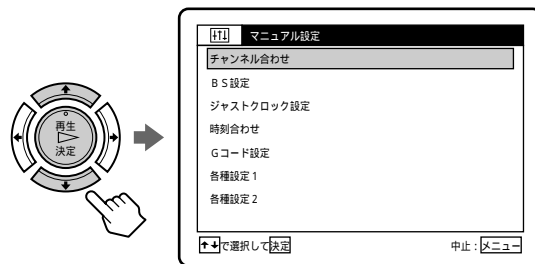 マニュアル設定
チャンネル合わせ
ＢＳ設定
ジャストクロック設定
時刻合わせ
Ｇコード設定
各種設定１
各種設定２
再生
決定
↑↓で選択して決定
中止：メニュー